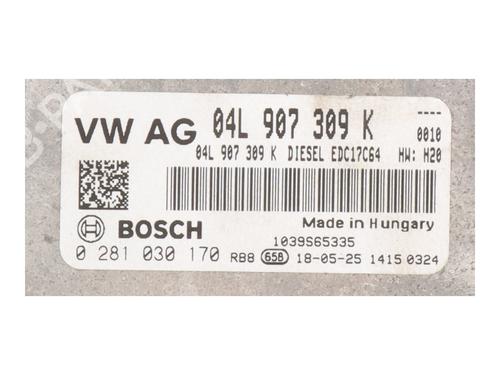 VW AG 04L 907 309 K
0010
04L 907 309 K DIESEL EDC17C64 HW: H20
BOSCH
Made in Hungary
1039S65335
0 281 030 170 RB8 658 18-05-25 1415 0324